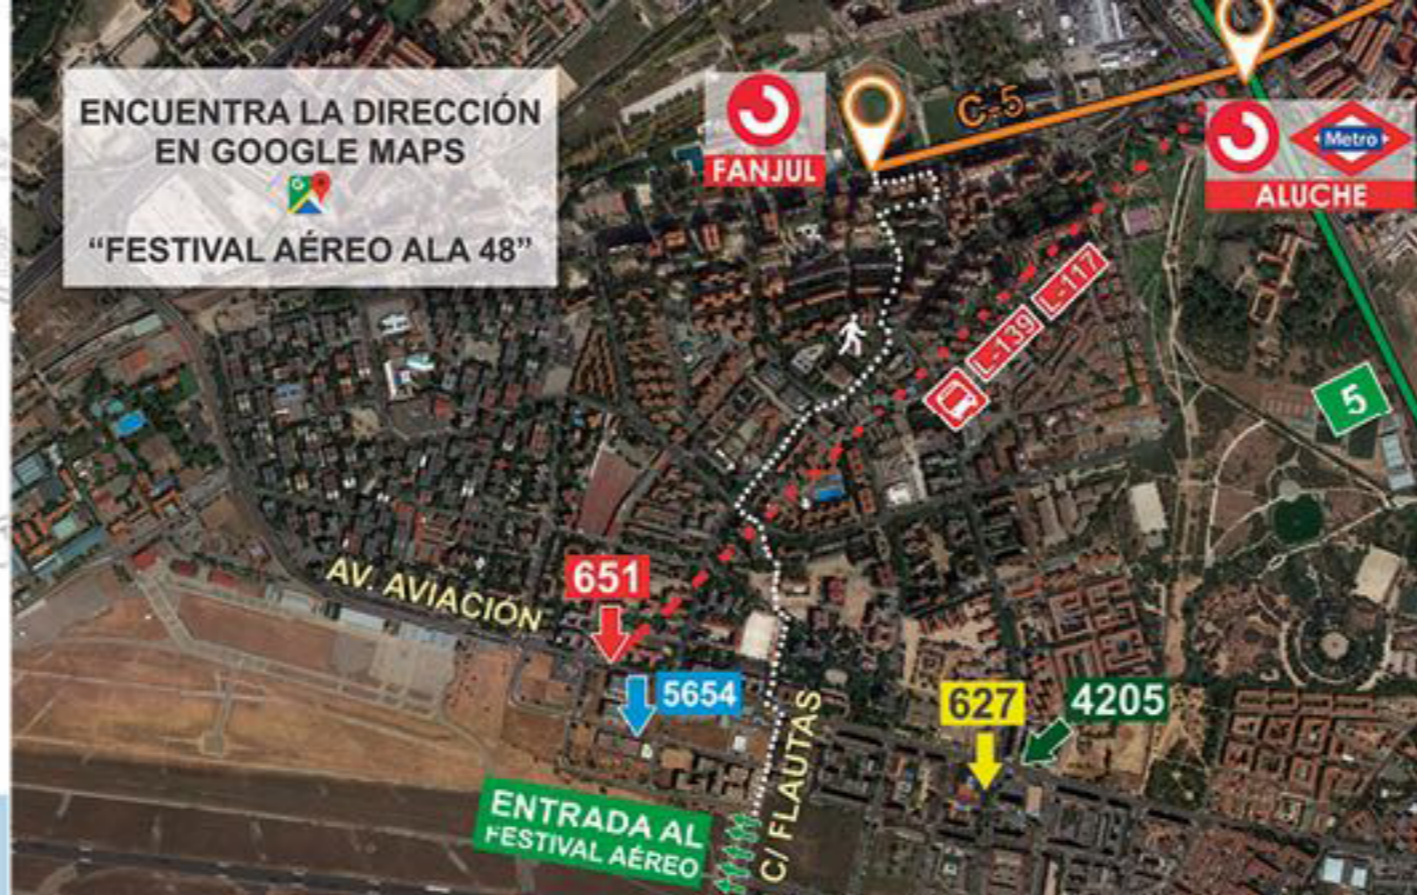 ENCUENTRA LA DIRECCIÓN
EN GOOGLE MAPS
G
“FESTIVAL AÉREO ALA 48”
FANJUL
C-5
Metro
ALUCHE
L-139
L-117
5
AV. AVIACIÓN
651
5654
627
4205
C/ FLAUTAS
ENTRADA AL
FESTIVAL AÉREO